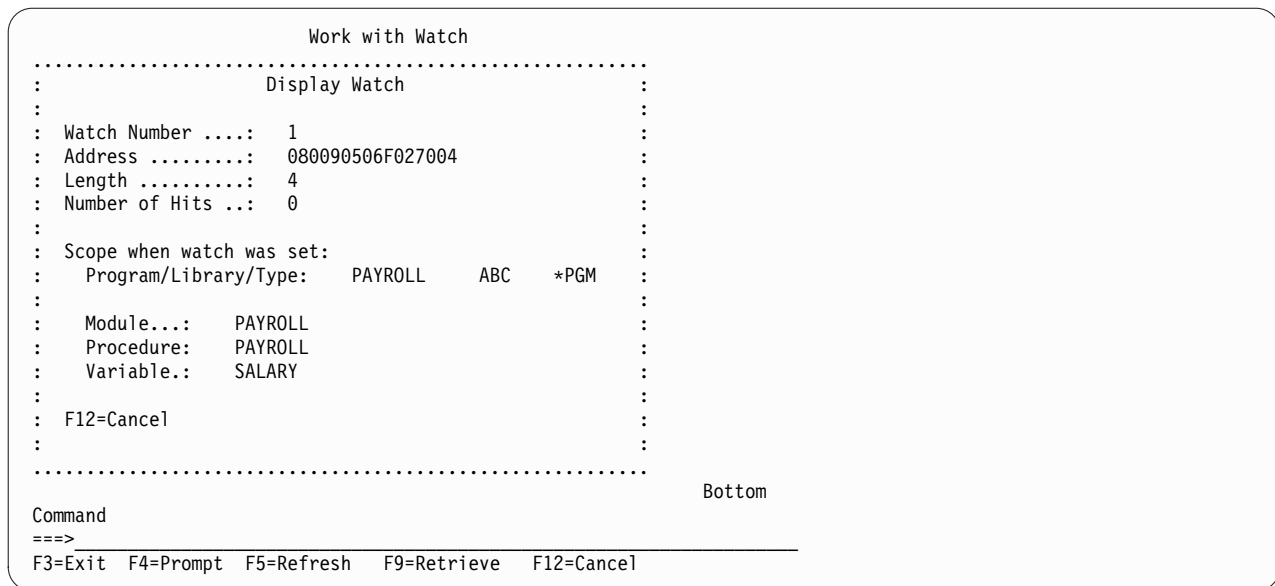 Work with Watch
.............................................................
: Display Watch :
: :
: Watch Number ....: 1 :
: Address .........: 080090506F027004 :
: Length ..........: 4 :
: Number of Hits ..: 0 :
: :
: Scope when watch was set: :
: Program/Library/Type: PAYROLL ABC *PGM :
: :
: Module...: PAYROLL :
: Procedure: PAYROLL :
: Variable.: SALARY :
: :
: F12=Cancel :
: :
.............................................................
Bottom
Command
===>____________________________________________________________________
F3=Exit F4=Prompt F5=Refresh F9=Retrieve F12=Cancel